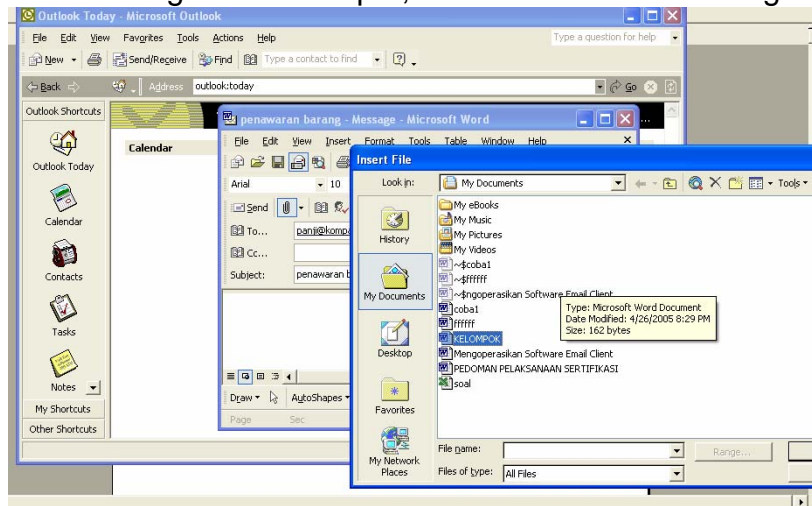 Outlook Today - Microsoft Outlook
File Edit View Favorites Tools Actions Help
Type a question for help
New Send/Receive Find Type a contact to find
Back Address outlook:today Go
Outlook Shortcuts
Outlook Today
Calendar
Contacts
Tasks
Notes
My Shortcuts
Other Shortcuts
Calendar
penawaran barang - Message - Microsoft Word
File Edit View Insert Format Tools Table Window Help
Arial 10
Send
To... panji@kompa
Cc...
Subject: penawaran b
Draw AutoShapes
Page Sec
Insert File
Look in: My Documents Tools
History
My Documents
Desktop
Favorites
My Network Places
My eBooks
My Music
My Pictures
My Videos
~$coba1
~$ffffff
~$ngoperasikan Software Email Client
coba1
ffffff
KELOMPOK
Mengoperasikan Software Email Client
PEDOMAN PELAKSANAAN SERTIFIKASI
soal
Type: Microsoft Word Document
Date Modified: 4/26/2005 8:29 PM
Size: 162 bytes
File name: Range...
Files of type: All Files